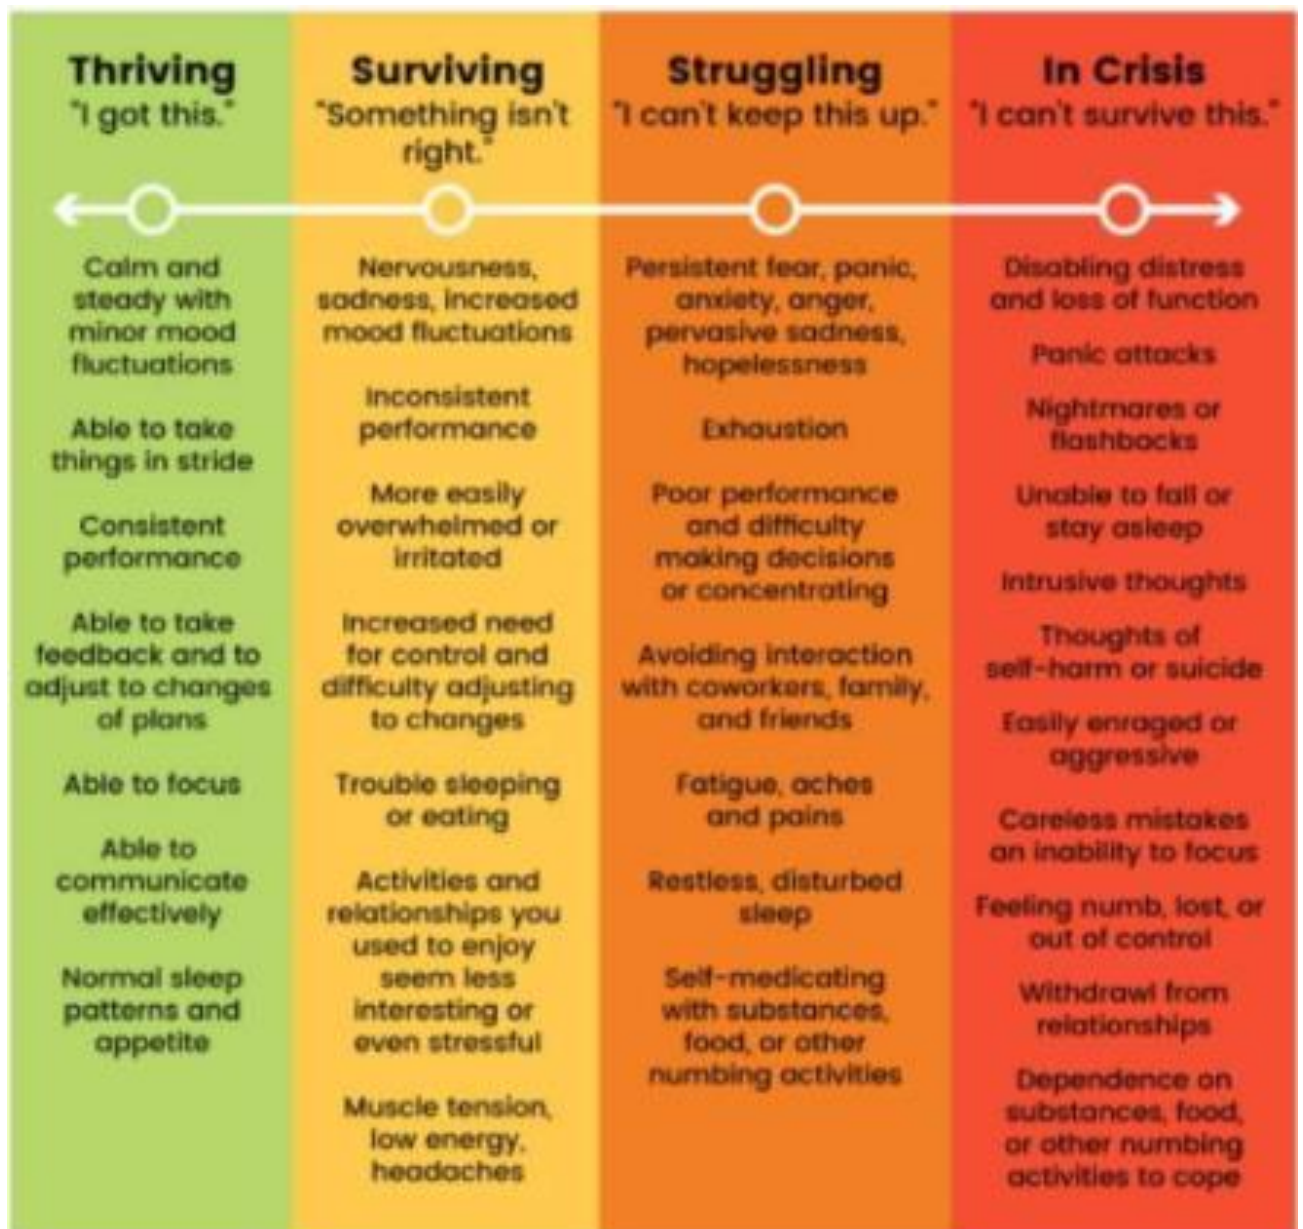 Thriving
"I got this."
Calm and
steady with
minor mood
fluctuations
Able to take
things in stride
Consistent
performance
Able to take
feedback and to
adjust to changes
of plans
Able to focus
Able to
communicate
effectively
Normal sleep
patterns and
appetite
Surviving
"Something isn't
right."
Nervousness,
sadness, increased
mood fluctuations
Inconsistent
performance
More easily
overwhelmed or
irritated
Increased need
for control and
difficulty adjusting
to changes
Trouble sleeping
or eating
Activities and
relationships you
used to enjoy
seem less
interesting or
even stressful
Muscle tension,
low energy,
headaches
Struggling
"I can't keep this up."
Persistent fear, panic,
anxiety, anger,
pervasive sadness,
hopelessness
Exhaustion
Poor performance
and difficulty
making decisions
or concentrating
Avoiding interaction
with coworkers, family,
and friends
Fatigue, aches
and pains
Restless, disturbed
sleep
Self-medicating
with substances,
food, or other
numbing activities
In Crisis
"I can't survive this."
Disabling distress
and loss of function
Panic attacks
Nightmares or
flashbacks
Unable to fall or
stay asleep
Intrusive thoughts
Thoughts of
self-harm or suicide
Easily enraged or
aggressive
Careless mistakes
an inability to focus
Feeling numb, lost, or
out of control
Withdrawl from
relationships
Dependence on
substances, food,
or other numbing
activities to cope